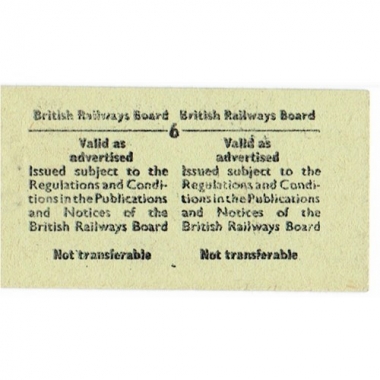 British Railways Board British Railways Board
6
Valid as Valid as
advertised advertised
Issued subject to the Issued subject to the
Regulations and Condi- Regulations and Condi-
tions in the Publications tions in the Publications
and Notices of the and Notices of the
British Railways Board British Railways Board
Not transferable Not transferable